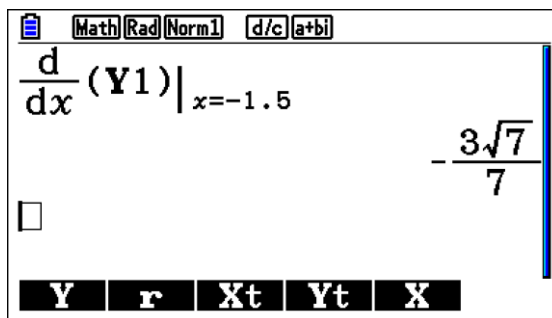 Math Rad Norm1 d/c a+bi
d/dx (Y1)|x=-1.5
-3√7/7
Y r Xt Yt X